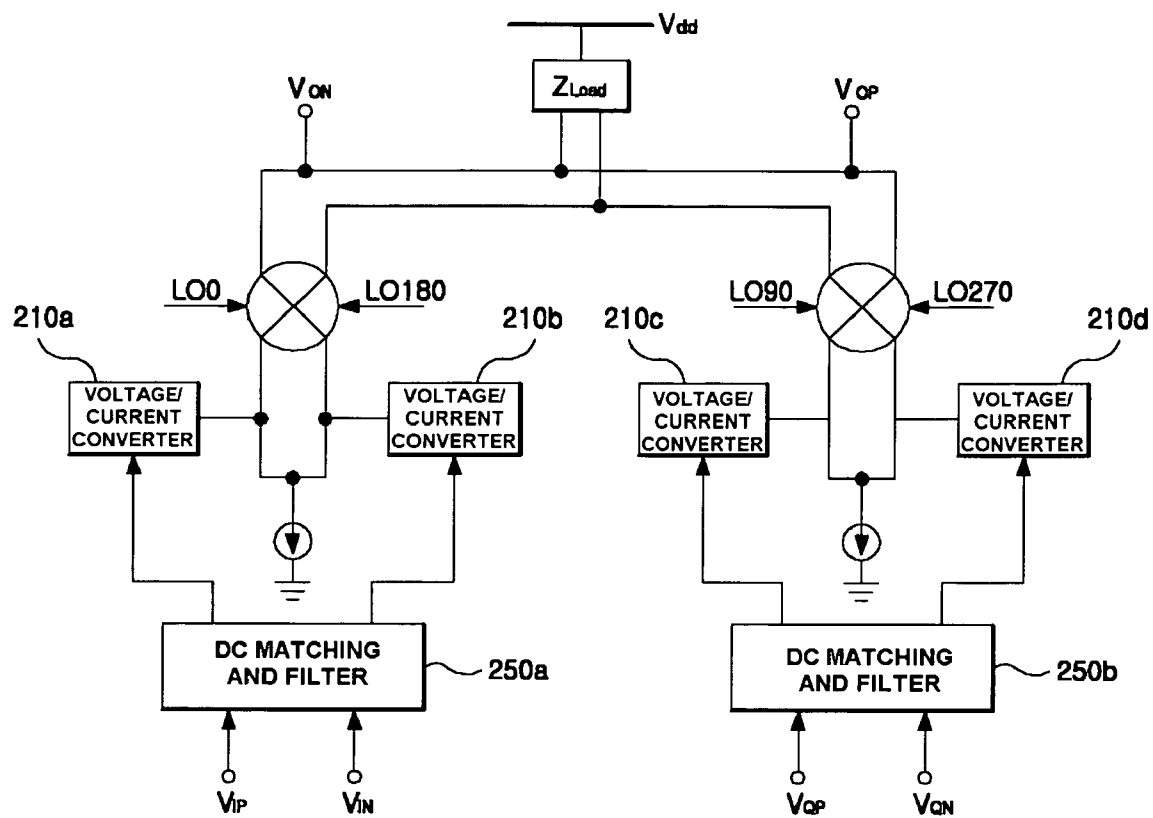 Vdd
VON
ZLoad
VOP
LO0
LO180
LO90
LO270
210a
210b
210c
210d
VOLTAGE/
CURRENT
CONVERTER
VOLTAGE/
CURRENT
CONVERTER
VOLTAGE/
CURRENT
CONVERTER
VOLTAGE/
CURRENT
CONVERTER
DC MATCHING
AND FILTER
250a
DC MATCHING
AND FILTER
250b
VIP
VIN
VQP
VQN